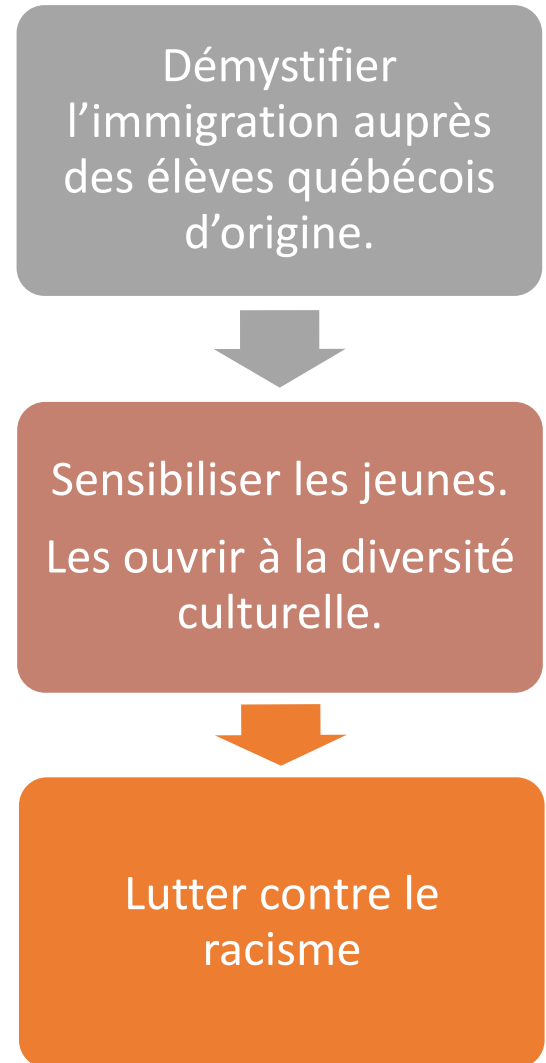 Démystifier
l’immigration auprès
des élèves québécois
d’origine.
Sensibiliser les jeunes.
Les ouvrir à la diversité
culturelle.
Lutter contre le
racisme